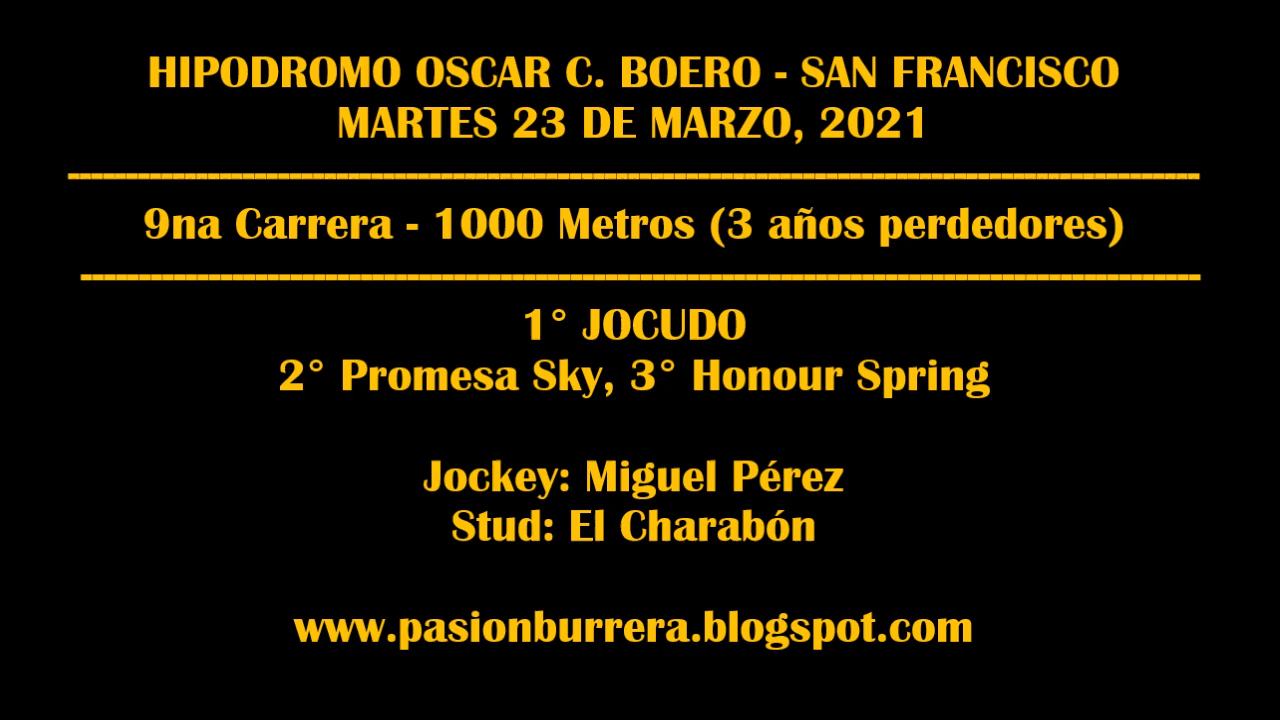 HIPODROMO OSCAR C. BOERO - SAN FRANCISCO
MARTES 23 DE MARZO, 2021
9na Carrera - 1000 Metros (3 años perdedores)
1° JOCUDO
2° Promesa Sky, 3° Honour Spring
Jockey: Miguel Pérez
Stud: El Charabón
www.pasionburrera.blogspot.com